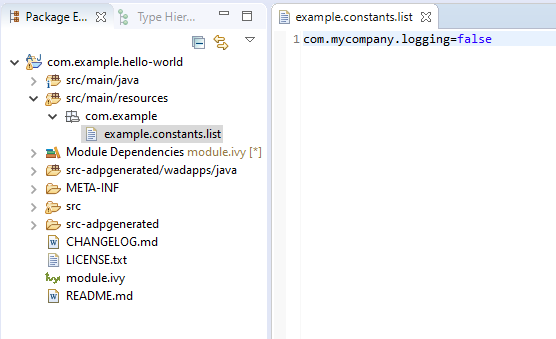 Package E...
Type Hier...
com.example.hello-world
src/main/java
src/main/resources
com.example
example.constants.list
Module Dependencies module.ivy [*]
src-adpgenerated/wadapps/java
META-INF
src
src-adpgenerated
CHANGELOG.md
LICENSE.txt
module.ivy
README.md
example.constants.list
1 com.mycompany.logging=false